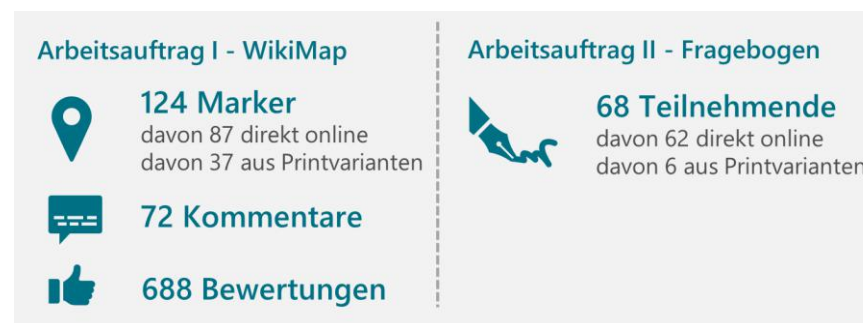 Arbeitsauftrag I - WikiMap
124 Marker
davon 87 direkt online
davon 37 aus Printvarianten
72 Kommentare
688 Bewertungen
Arbeitsauftrag II - Fragebogen
68 Teilnehmende
davon 62 direkt online
davon 6 aus Printvarianten